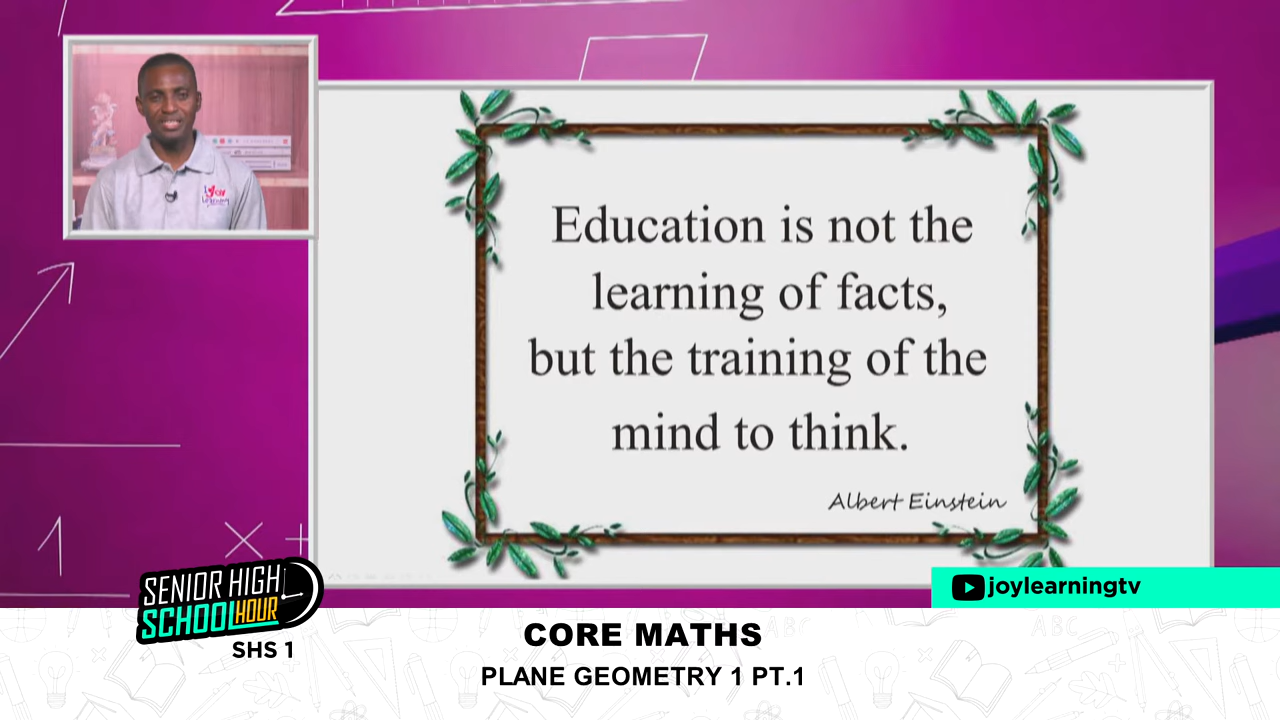 Education is not the
learning of facts,
but the training of the
mind to think.
Albert Einstein
SENIOR HIGH
SCHOOL HOUR
SHS 1
joylearningtv
CORE MATHS
PLANE GEOMETRY 1 PT.1
ABC